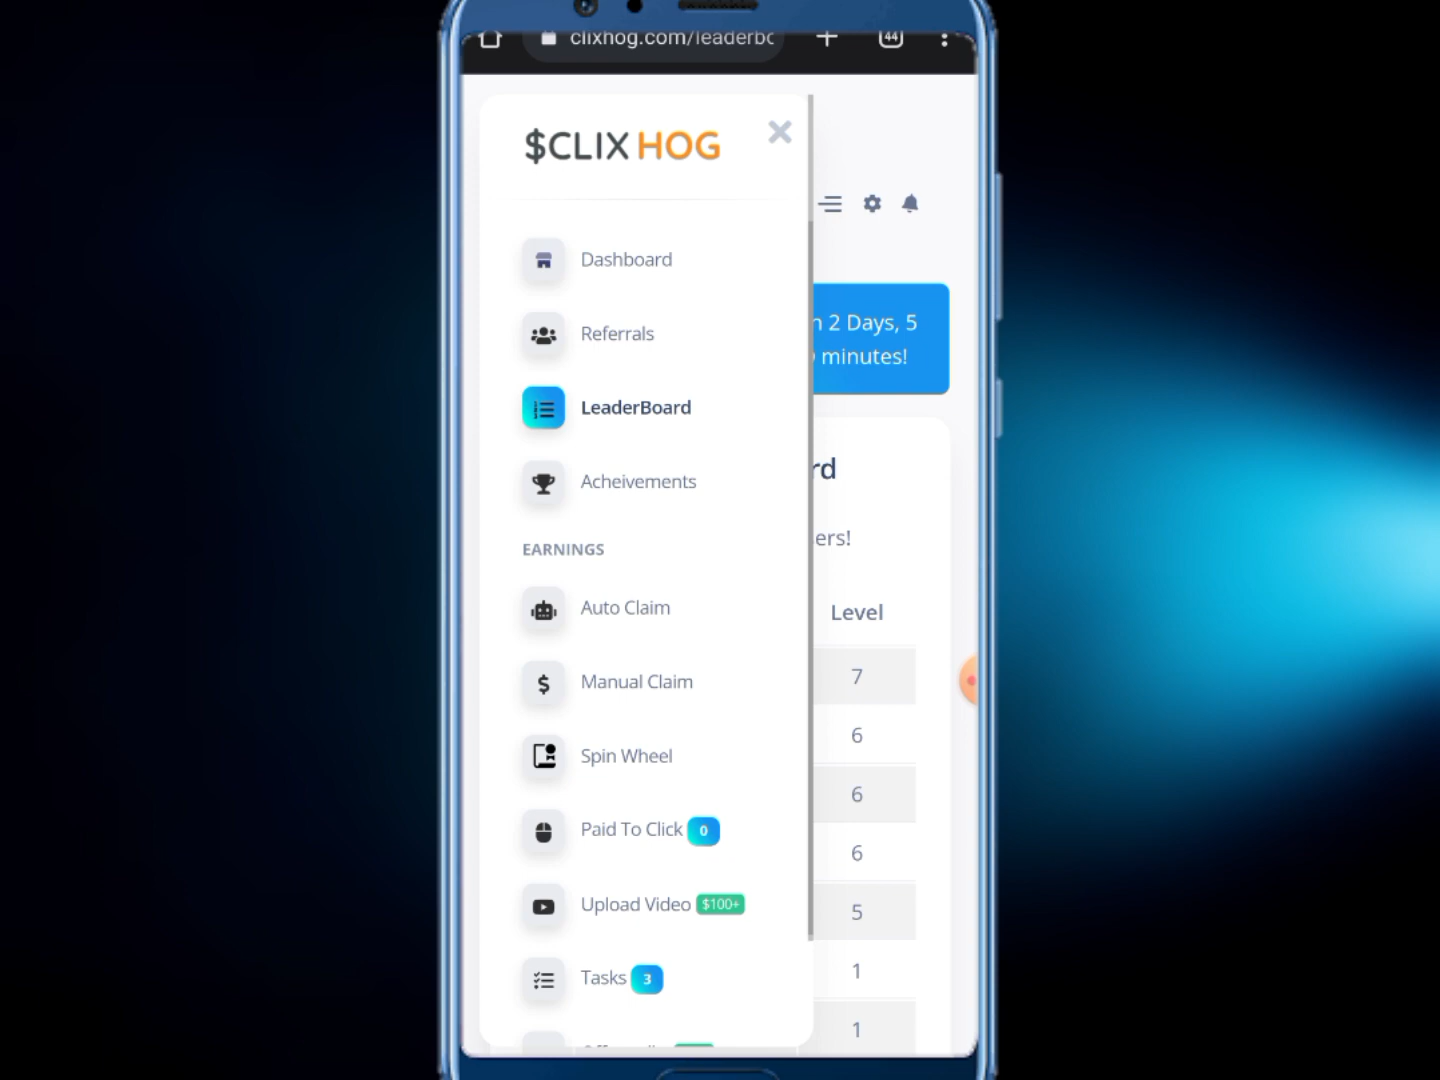 clixhog.com/leaderbc
44
$CLIX HOG
Dashboard
n 2 Days, 5
minutes!
Referrals
LeaderBoard
rd
Acheivements
ers!
EARNINGS
Auto Claim
Level
Manual Claim
7
Spin Wheel
6
6
Paid To Click 0
6
Upload Video $100+
5
Tasks 3
1
1